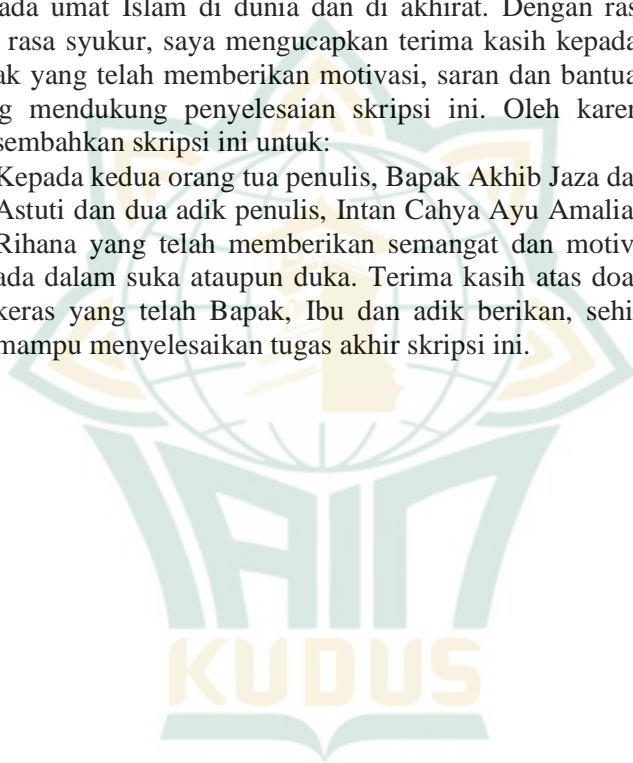 ada umat Islam di dunia dan di akhirat. Dengan ras
rasa syukur, saya mengucapkan terima kasih kepada
ak yang telah memberikan motivasi, saran dan bantua
g mendukung penyelesaian skripsi ini. Oleh karen
sembahkan skripsi ini untuk:
Kepada kedua orang tua penulis, Bapak Akhib Jaza da
Astuti dan dua adik penulis, Intan Cahya Ayu Amalia
Rihana yang telah memberikan semangat dan motiv
ada dalam suka ataupun duka. Terima kasih atas doa
keras yang telah Bapak, Ibu dan adik berikan, sehi
mampu menyelesaikan tugas akhir skripsi ini.
IAIN
KUDUS